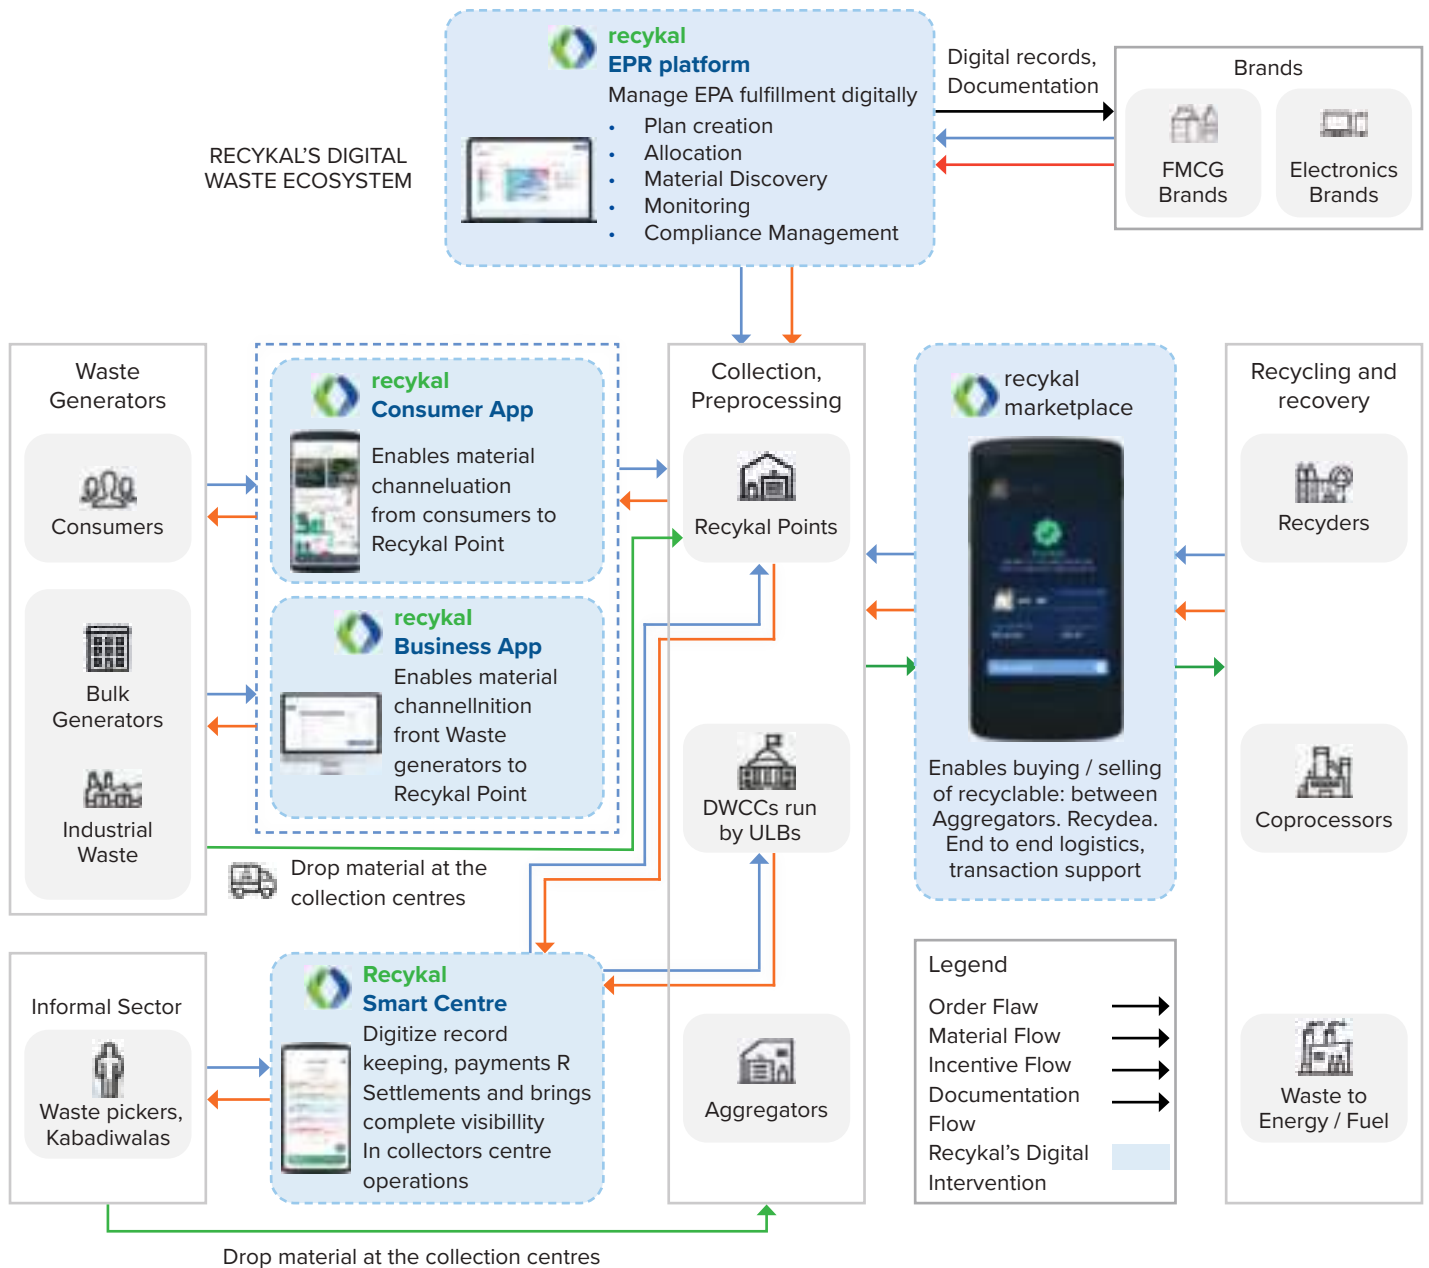 recykal
EPR platform
Manage EPA fulfillment digitally
• Plan creation
• Allocation
• Material Discovery
• Monitoring
• Compliance Management
Digital records,
Documentation
Brands
FMCG
Brands
Electronics
Brands
RECYKAL'S DIGITAL
WASTE ECOSYSTEM
Waste
Generators
Consumers
Bulk
Generators
Industrial
Waste
recykal
Consumer App
Enables material
channeluation
from consumers to
Recykal Point
recykal
Business App
Enables material
channellnition
front Waste
generators to
Recykal Point
Drop material at the
collection centres
Collection,
Preprocessing
Recykal Points
DWCCs run
by ULBs
Aggregators
recykal
marketplace
Enables buying / selling
of recyclable: between
Aggregators. Recydea.
End to end logistics,
transaction support
Recycling and
recovery
Recyders
Coprocessors
Waste to
Energy / Fuel
Informal Sector
Waste pickers,
Kabadiwalas
Recykal
Smart Centre
Digitize record
keeping, payments R
Settlements and brings
complete visibillity
In collectors centre
operations
Legend
Order Flaw
Material Flow
Incentive Flow
Documentation
Flow
Recykal's Digital
Intervention
Drop material at the collection centres